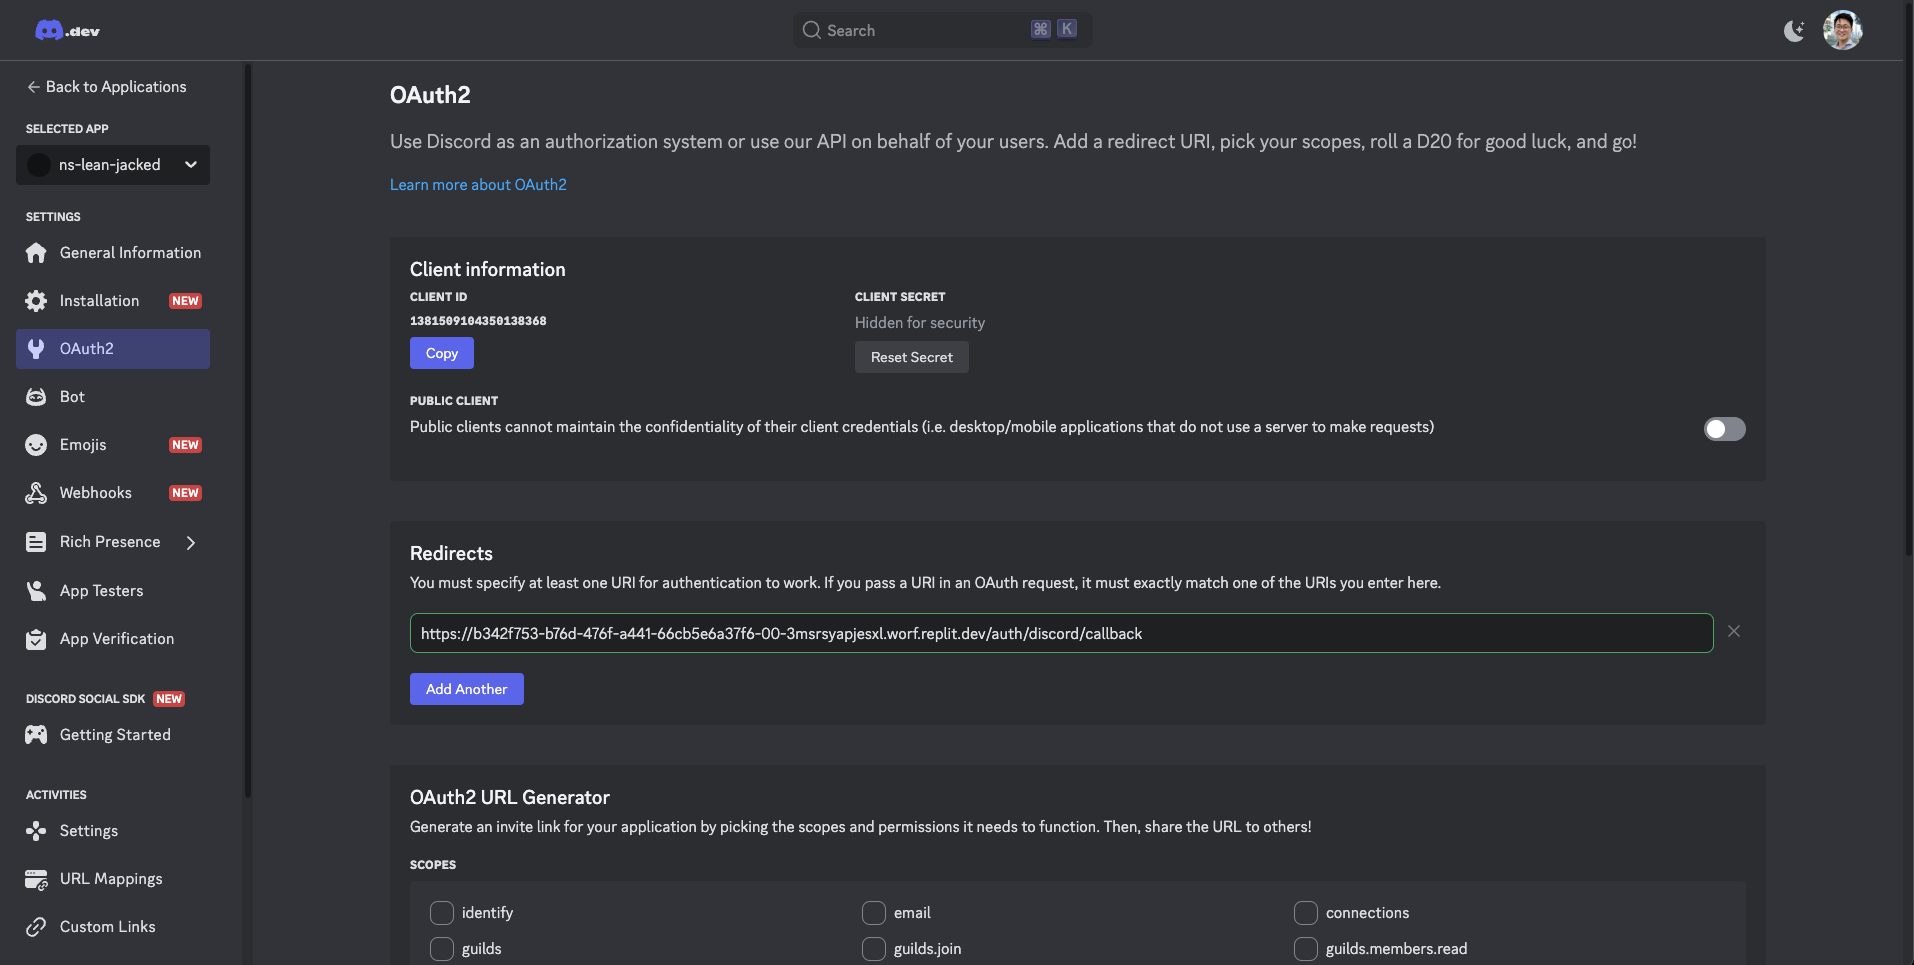 .dev
Search
⌘ K
← Back to Applications
SELECTED APP
ns-lean-jacked
SETTINGS
General Information
Installation NEW
OAuth2
Bot
Emojis NEW
Webhooks NEW
Rich Presence
App Testers
App Verification
DISCORD SOCIAL SDK NEW
Getting Started
ACTIVITIES
Settings
URL Mappings
Custom Links
OAuth2
Use Discord as an authorization system or use our API on behalf of your users. Add a redirect URI, pick your scopes, roll a D20 for good luck, and go!
Learn more about OAuth2
Client information
CLIENT ID
1381509104350138368
Copy
CLIENT SECRET
Hidden for security
Reset Secret
PUBLIC CLIENT
Public clients cannot maintain the confidentiality of their client credentials (i.e. desktop/mobile applications that do not use a server to make requests)
Redirects
You must specify at least one URI for authentication to work. If you pass a URI in an OAuth request, it must exactly match one of the URIs you enter here.
https://b342f753-b76d-476f-a441-66cb5e6a37f6-00-3msrsyapjesxl.worf.replit.dev/auth/discord/callback
Add Another
OAuth2 URL Generator
Generate an invite link for your application by picking the scopes and permissions it needs to function. Then, share the URL to others!
SCOPES
identify email connections
guilds guilds.join guilds.members.read